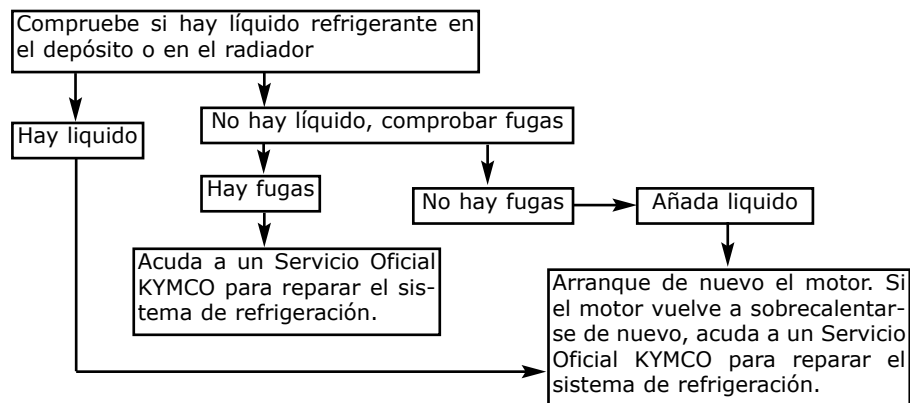 Compruebe si hay líquido refrigerante en
el depósito o en el radiador
Hay liquido
No hay líquido, comprobar fugas
Hay fugas
No hay fugas
Añada liquido
Acuda a un Servicio Oficial
KYMCO para reparar el sis-
tema de refrigeración.
Arranque de nuevo el motor. Si
el motor vuelve a sobrecalentar-
se de nuevo, acuda a un Servicio
Oficial KYMCO para reparar el
sistema de refrigeración.